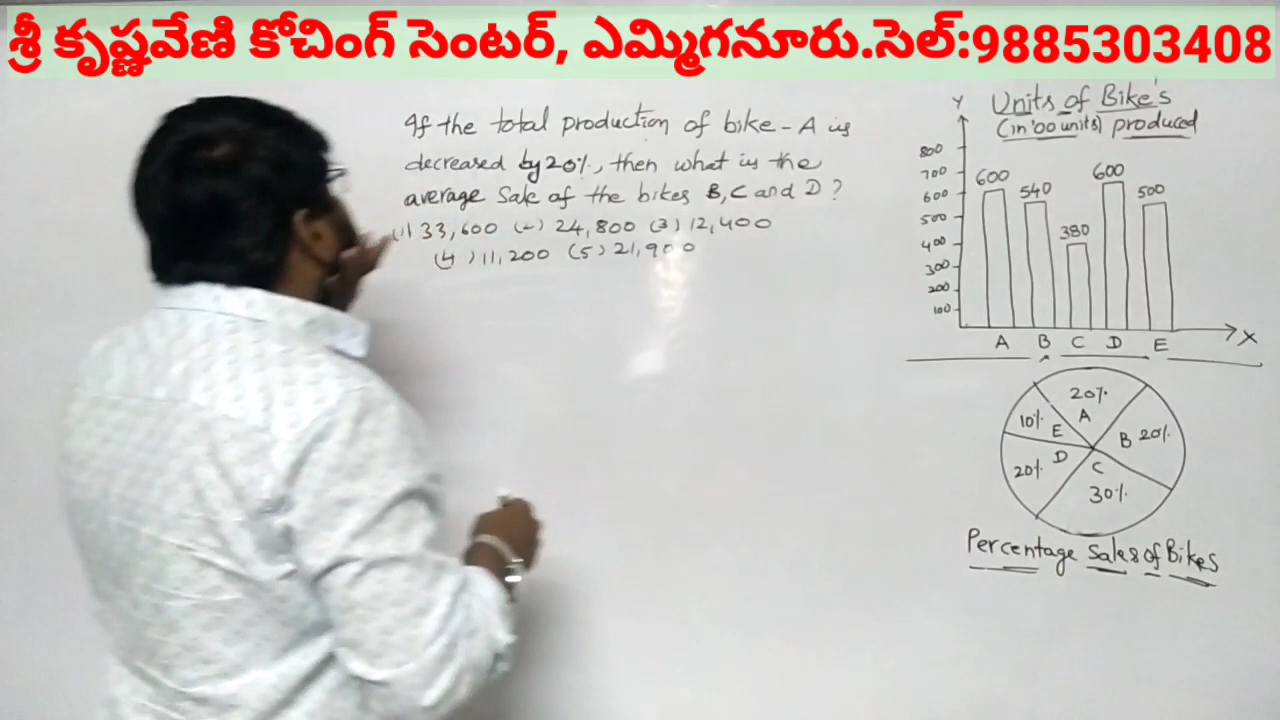 శ్రీ కృష్ణవేణి కోచింగ్ సెంటర్, ఎమ్మిగనూరు.సెల్:9885303408
If the total production of bike-A is
decreased by 20%, then what is the
average Sale of the bikes B, C and D?
(1) 33,600 (2) 24,800 (3) 12,400
(4) 11,200 (5) 21,900
Y Units of Bike's
(in '00 units) produced
800
700
600
500
400
300
200
100
600
540
380
600
500
A B C D E X
20%
A
B 20%
C
30%
D
20%
E
10%
Percentage Sales of Bikes